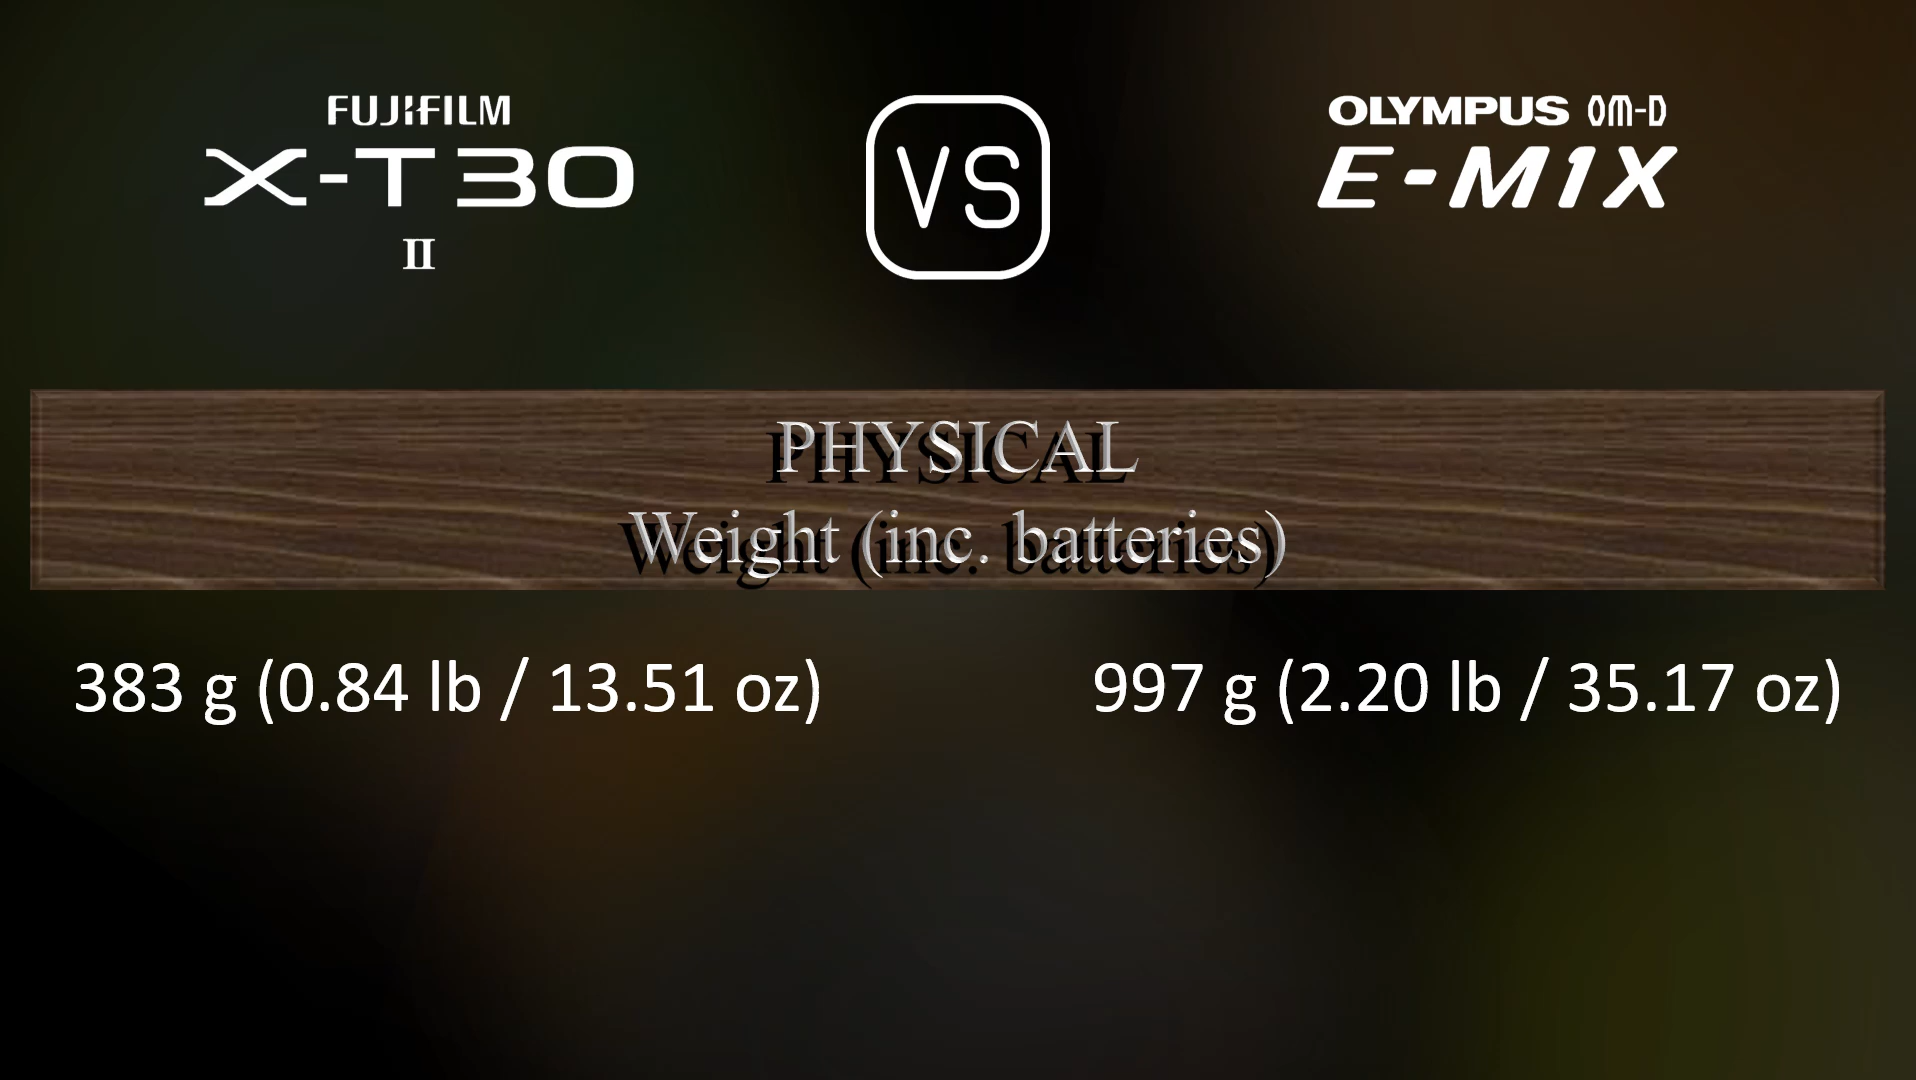 FUJIFILM
X-T30
II
VS
OLYMPUS OM-D
E-M1X
PHYSICAL
Weight (inc. batteries)
383 g (0.84 lb / 13.51 oz)
997 g (2.20 lb / 35.17 oz)